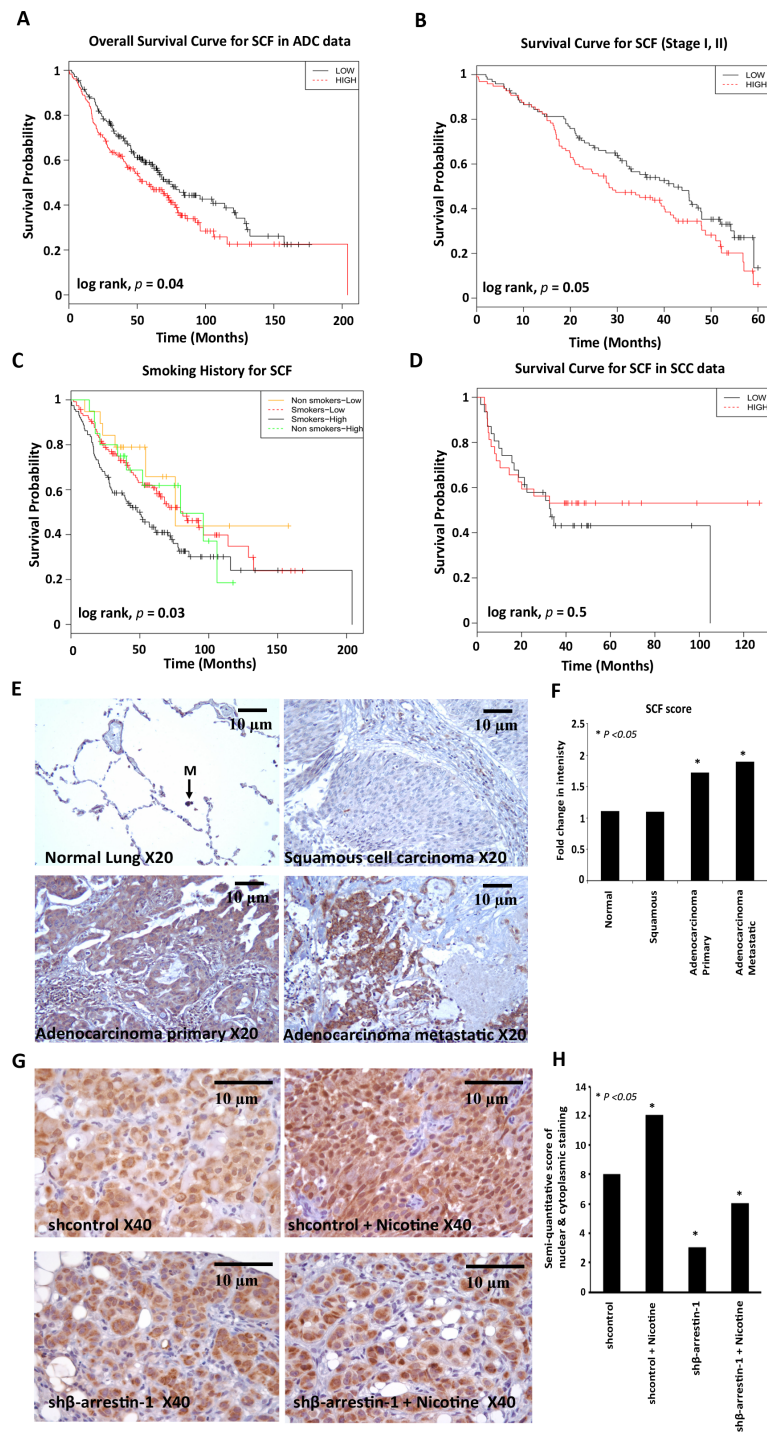 A
Overall Survival Curve for SCF in ADC data
LOW
HIGH
1
0.8
0.6
0.4
0.2
0
Survival Probability
log rank, p = 0.04
0 50 100 150 200
Time (Months)
B
Survival Curve for SCF (Stage I, II)
LOW
HIGH
1
0.8
0.6
0.4
0.2
0
Survival Probability
log rank, p = 0.05
0 10 20 30 40 50 60
Time (Months)
C
Smoking History for SCF
Non smokers-Low
Smokers-Low
Smokers-High
Non smokers-High
1
0.8
0.6
0.4
0.2
0
Survival Probability
log rank, p = 0.03
0 50 100 150 200
Time (Months)
D
Survival Curve for SCF in SCC data
LOW
HIGH
1
0.8
0.6
0.4
0.2
0
Survival Probability
log rank, p = 0.5
0 20 40 60 80 100 120
Time (Months)
E
10 µm
M
Normal Lung X20
10 µm
Squamous cell carcinoma X20
10 µm
Adenocarcinoma primary X20
10 µm
Adenocarcinoma metastatic X20
F
SCF score
* P <0.05
2.5
2
1.5
1
0.5
0
Fold change in intenisty
* *
Normal
Squamous
Adenocarcinoma
Primary
Adenocarcinoma
Metastatic
G
10 µm
shcontrol X40
10 µm
shcontrol + Nicotine X40
10 µm
shβ-arrestin-1 X40
10 µm
shβ-arrestin-1 + Nicotine X40
H
* P <0.05
14
12
10
8
6
4
2
0
Semi-quantitative score of
nuclear & cytoplasmic staining
* * *
shcontrol
shcontrol + Nicotine
shβ-arrestin-1
shβ-arrestin-1 + Nicotine